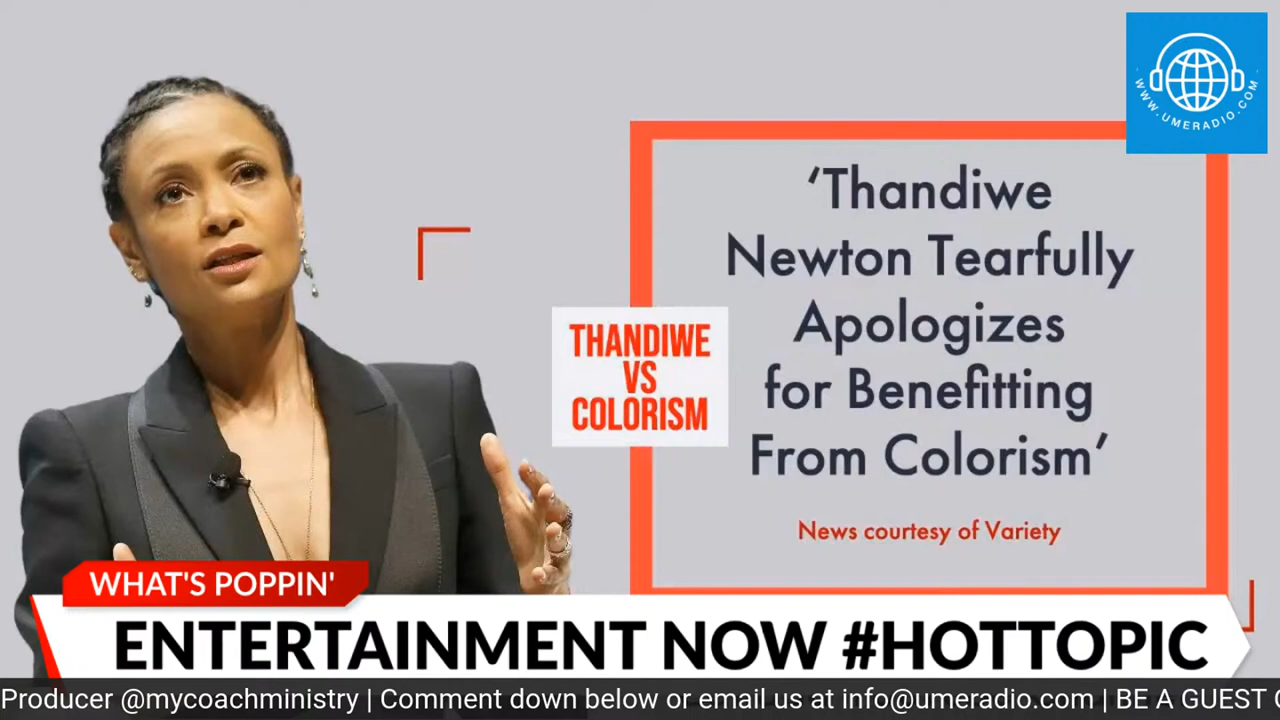 WWW.UMERADIO.COM
‘Thandiwe
Newton Tearfully
Apologizes
for Benefitting
From Colorism’
News courtesy of Variety
THANDIWE
VS
COLORISM
WHAT'S POPPIN'
ENTERTAINMENT NOW #HOTTOPIC
Producer @mycoachministry | Comment down below or email us at info@umeradio.com | BE A GUEST